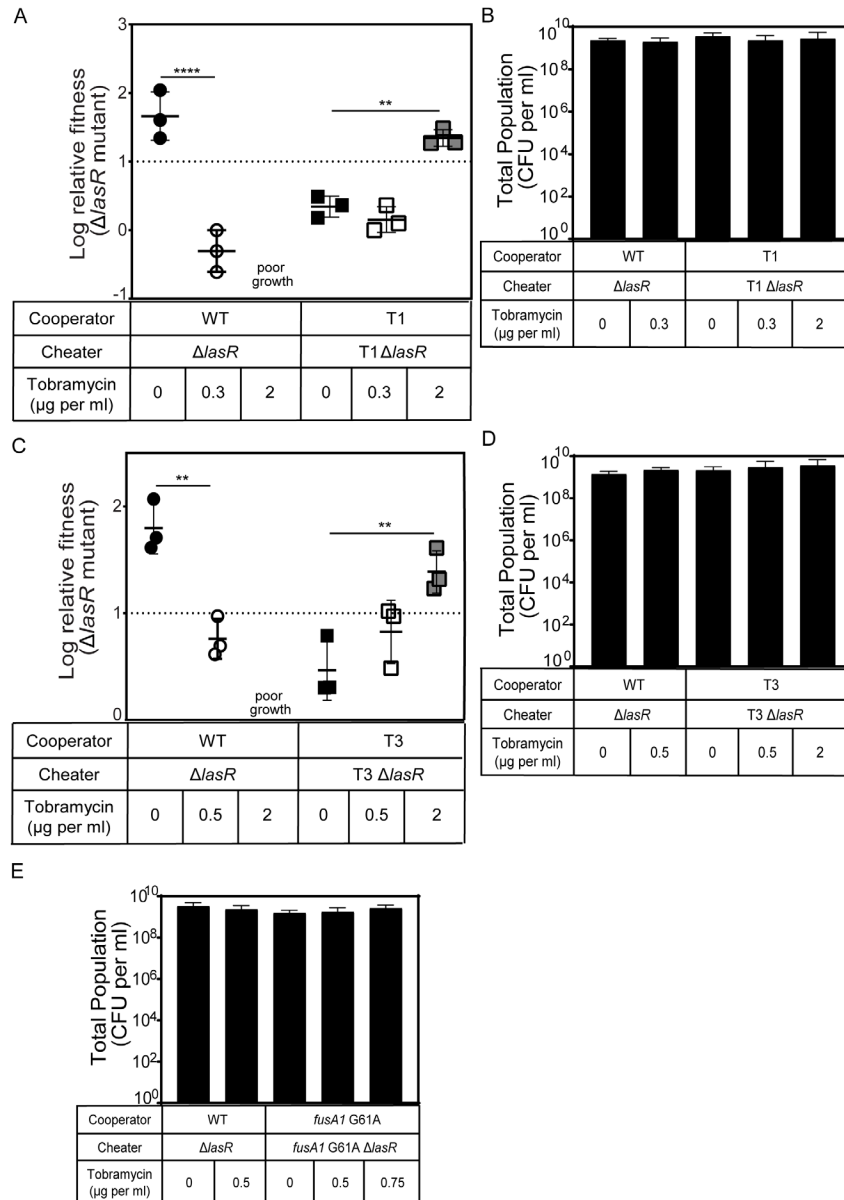 A
3
2
1
0
-1
Log relative fitness
(ΔlasR mutant)
****
**
poor
growth
Cooperator WT T1
Cheater ΔlasR T1 ΔlasR
Tobramycin
(µg per ml) 0 0.3 2 0 0.3 2
B
10^10
10^8
10^6
10^4
10^2
10^0
Total Population
(CFU per ml)
Cooperator WT T1
Cheater ΔlasR T1 ΔlasR
Tobramycin
(µg per ml) 0 0.3 0 0.3 2
C
2
1
0
Log relative fitness
(ΔlasR mutant)
**
**
poor
growth
Cooperator WT T3
Cheater ΔlasR T3 ΔlasR
Tobramycin
(µg per ml) 0 0.5 2 0 0.5 2
D
10^10
10^8
10^6
10^4
10^2
10^0
Total Population
(CFU per ml)
Cooperator WT T3
Cheater ΔlasR T3 ΔlasR
Tobramycin
(µg per ml) 0 0.5 0 0.5 2
E
10^10
10^8
10^6
10^4
10^2
10^0
Total Population
(CFU per ml)
Cooperator WT fusA1 G61A
Cheater ΔlasR fusA1 G61A ΔlasR
Tobramycin
(µg per ml) 0 0.5 0 0.5 0.75